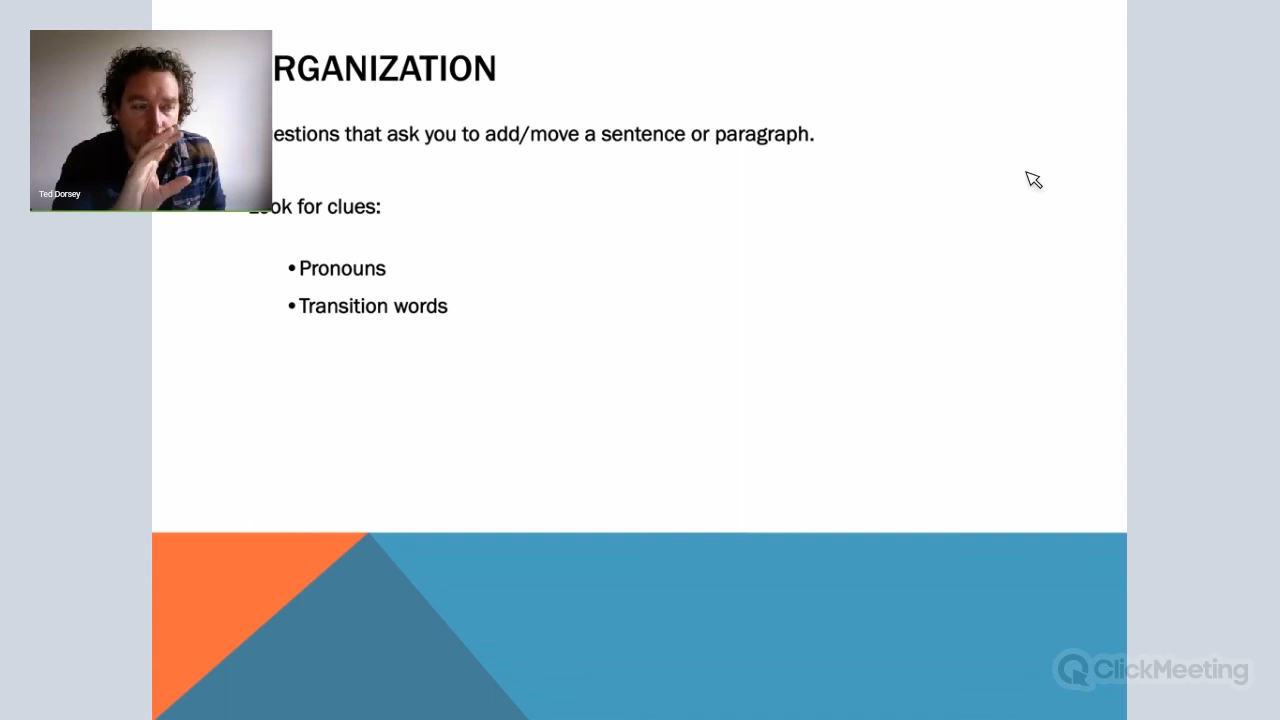 RGANIZATION
estions that ask you to add/move a sentence or paragraph.
Ted Dorsey
ok for clues:
•Pronouns
•Transition words
ClickMeeting